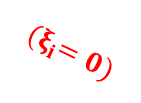 (ξᵢ = 0)